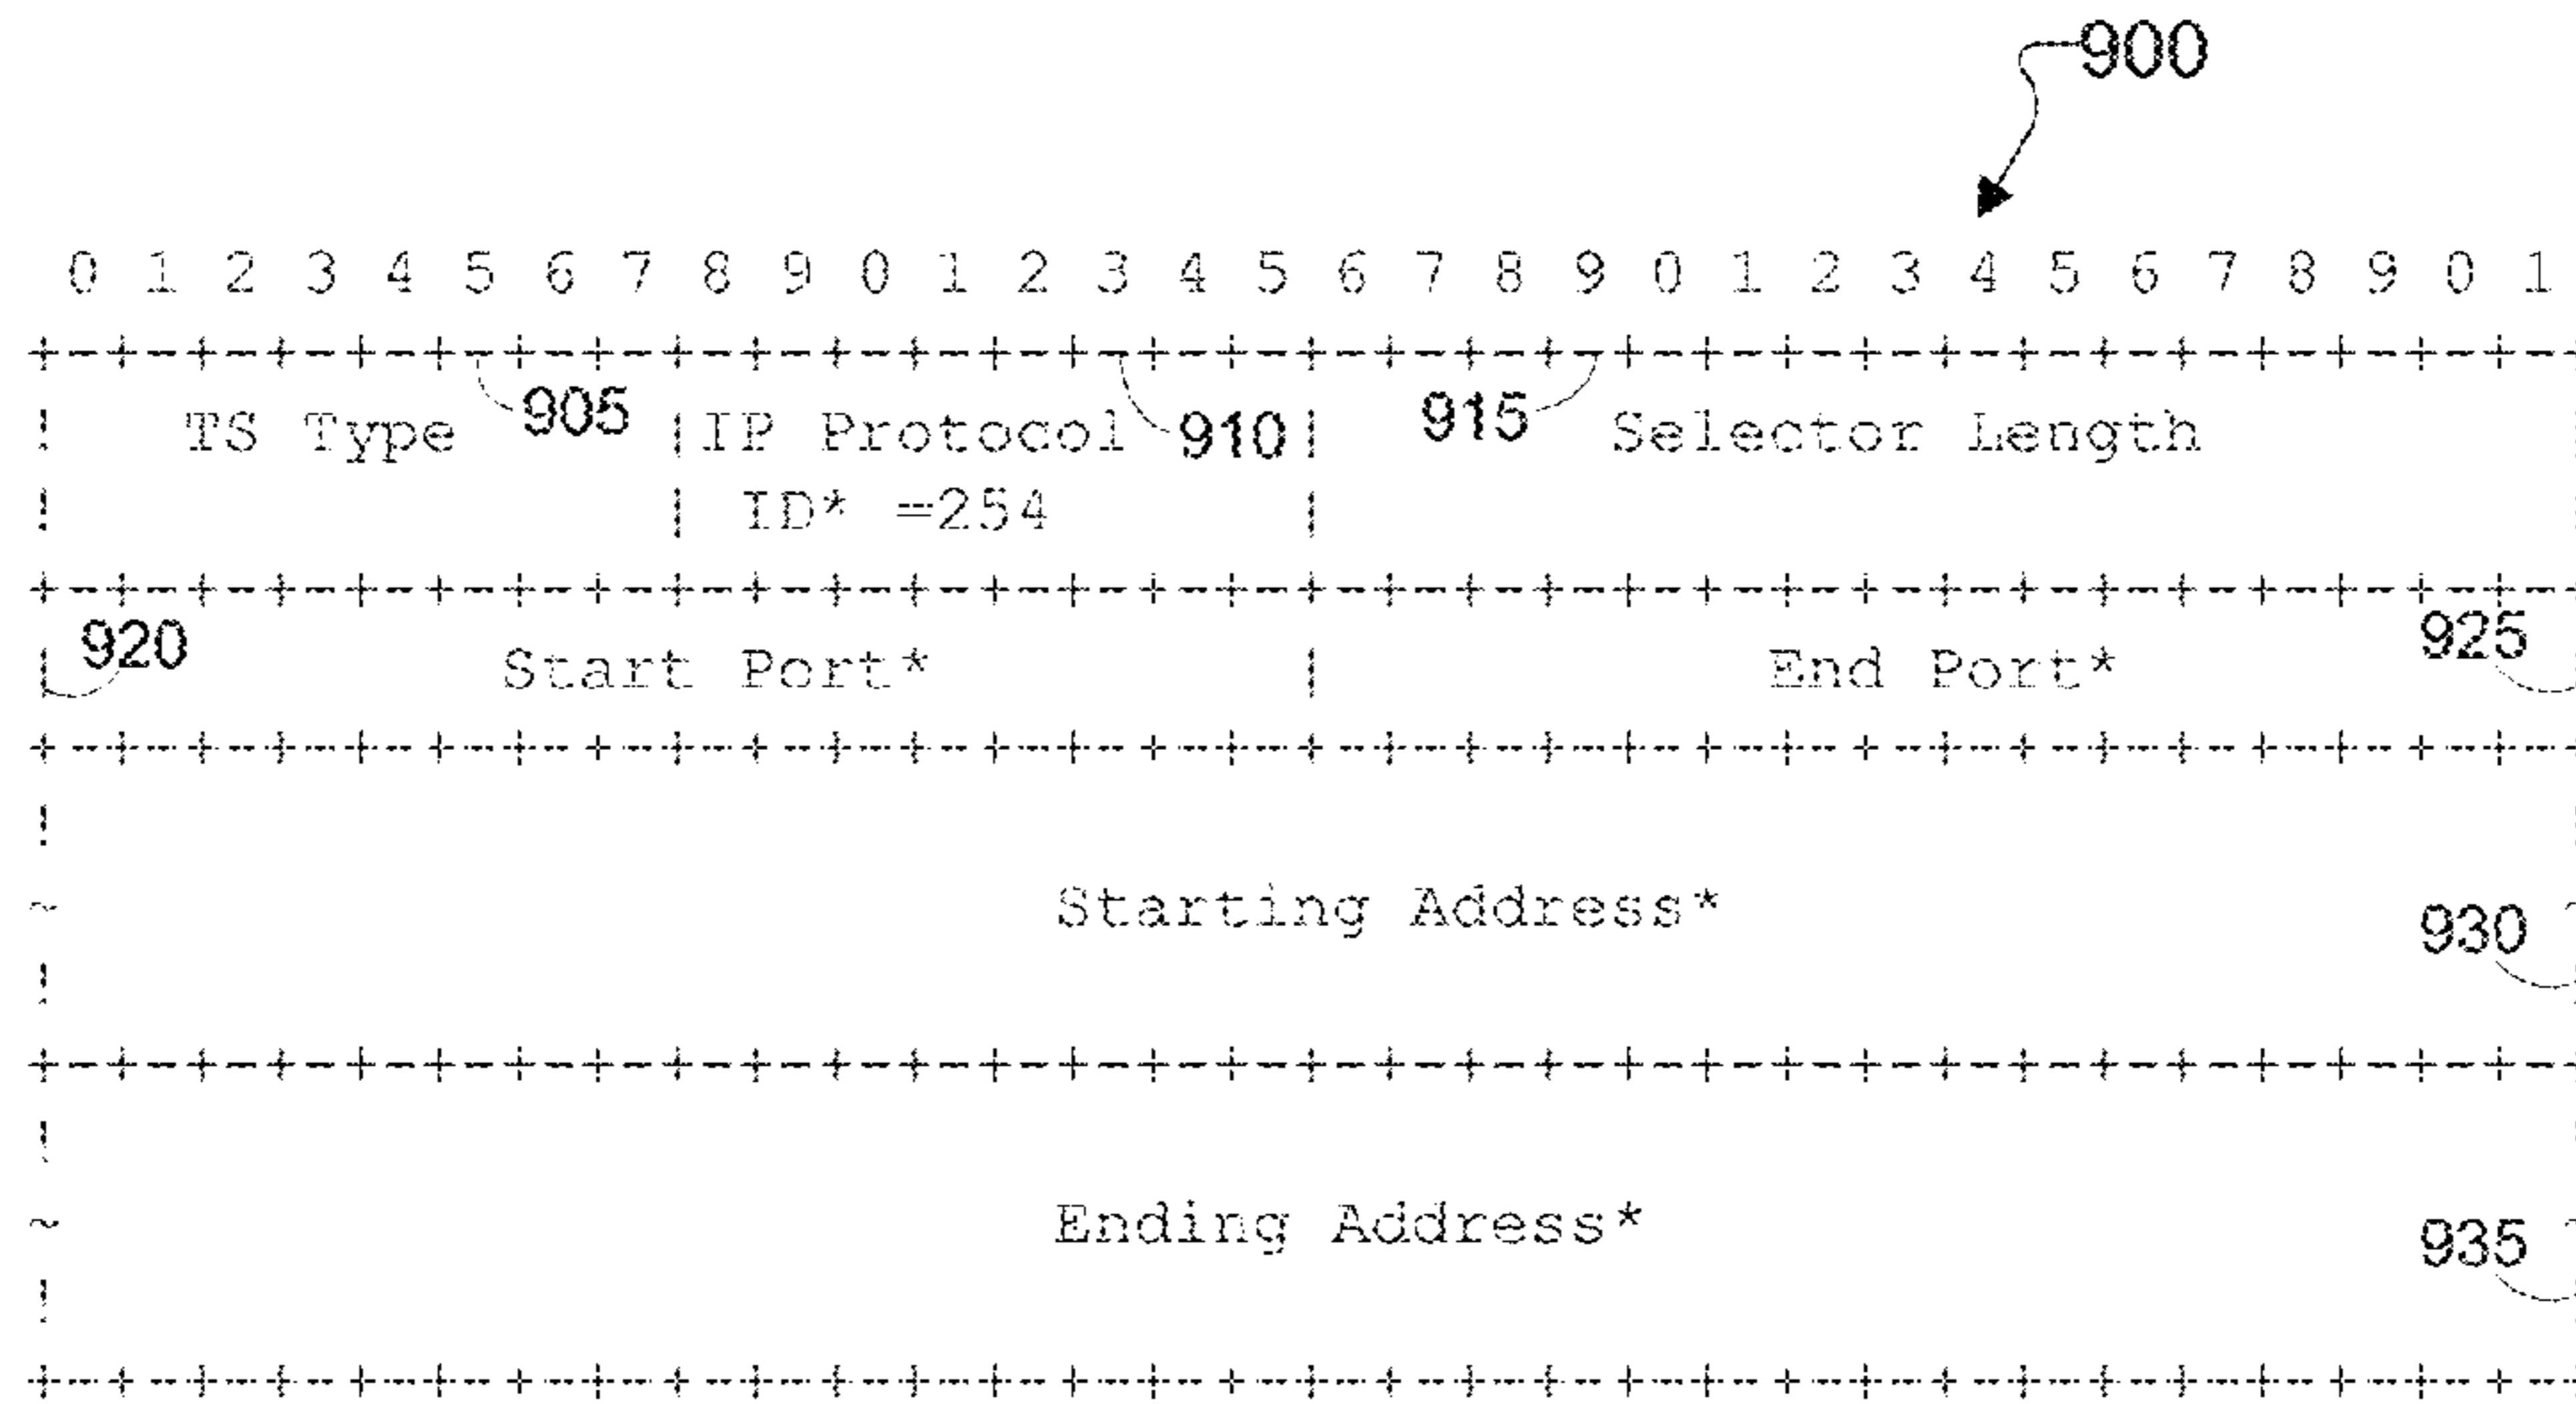 900
0 1 2 3 4 5 6 7 8 9 0 1 2 3 4 5 6 7 8 9 0 1 2 3 4 5 6 7 8 9 0 1
+-+-+-+-+-+-+-+-+-+-+-+-+-+-+-+-+-+-+-+-+-+-+-+-+-+-+-+-+-+-+-+-
! TS Type 905 |IP Protocol 910| 915 Selector Length
! | ID* =254 |
+-+-+-+-+-+-+-+-+-+-+-+-+-+-+-+-+-+-+-+-+-+-+-+-+-+-+-+-+-+-+-+-
| 920 Start Port* | End Port* 925
+-+-+-+-+-+-+-+-+-+-+-+-+-+-+-+-+-+-+-+-+-+-+-+-+-+-+-+-+-+-+-+-
!
~ Starting Address* 930 ~
!
+-+-+-+-+-+-+-+-+-+-+-+-+-+-+-+-+-+-+-+-+-+-+-+-+-+-+-+-+-+-+-+-
!
~ Ending Address* 935 ~
!
+-+-+-+-+-+-+-+-+-+-+-+-+-+-+-+-+-+-+-+-+-+-+-+-+-+-+-+-+-+-+-+-